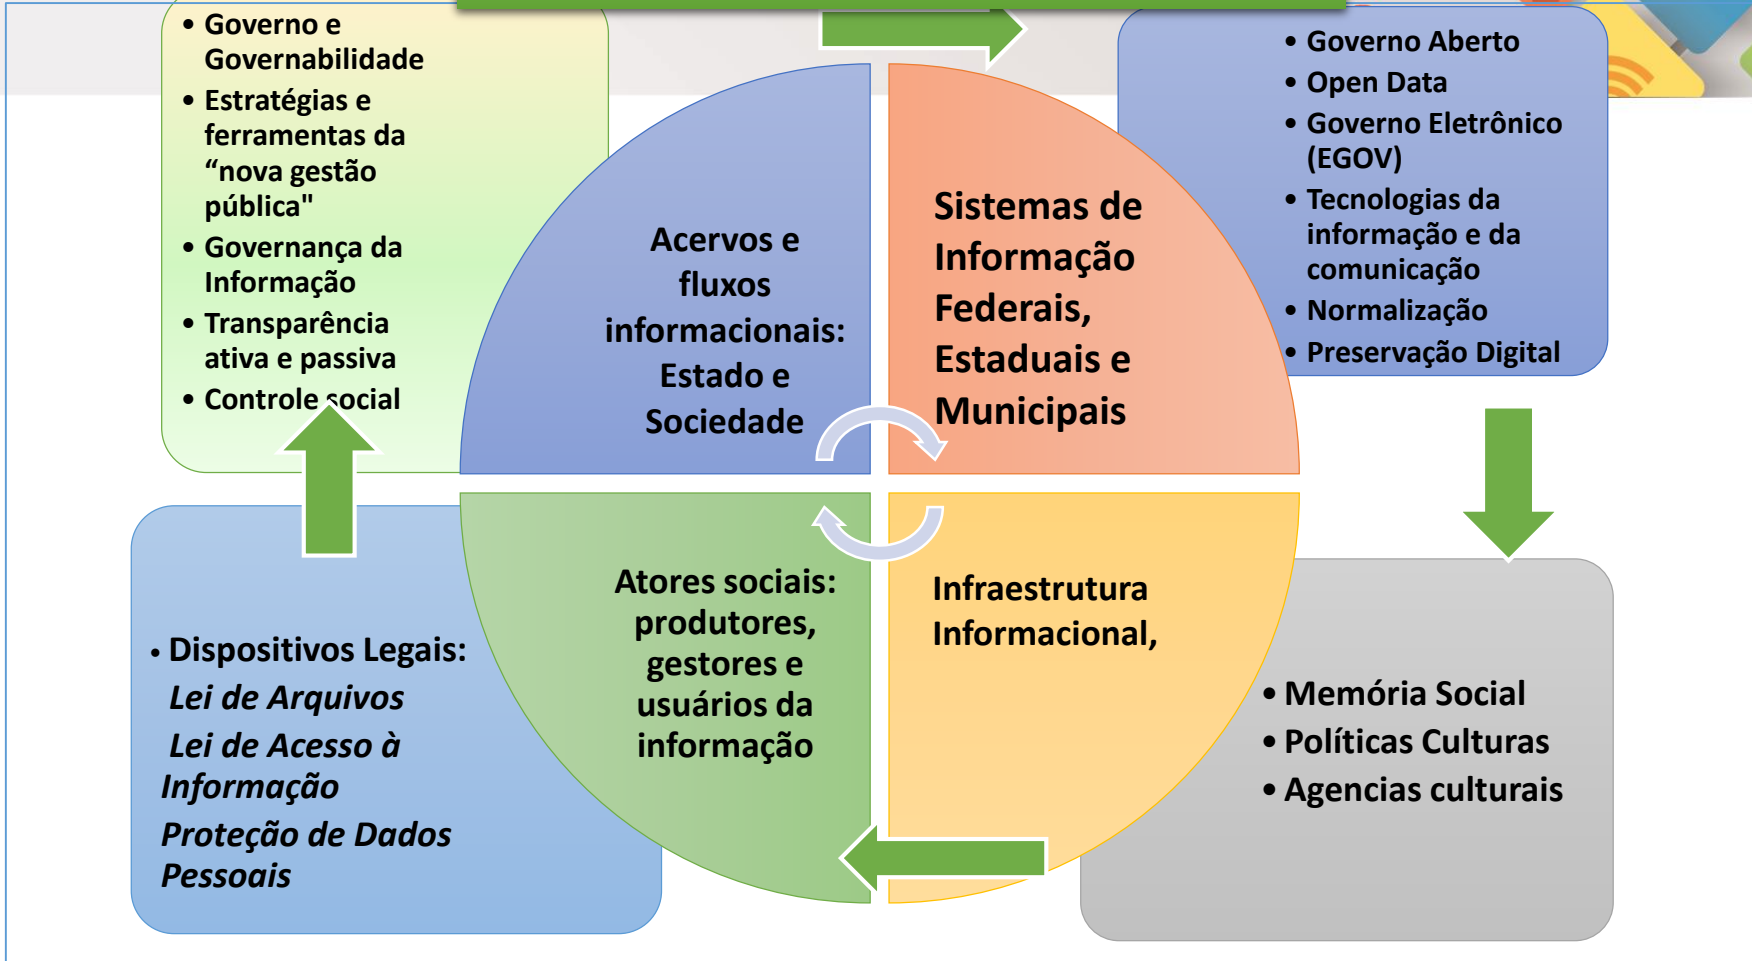 • Governo e
Governabilidade
• Estratégias e
ferramentas da
“nova gestão
pública"
• Governança da
Informação
• Transparência
ativa e passiva
• Controle social
Acervos e
fluxos
informacionais:
Estado e
Sociedade
Sistemas de
Informação
Federais,
Estaduais e
Municipais
• Governo Aberto
• Open Data
• Governo Eletrônico
(EGOV)
• Tecnologias da
informação e da
comunicação
• Normalização
• Preservação Digital
• Dispositivos Legais:
Lei de Arquivos
Lei de Acesso à
Informação
Proteção de Dados
Pessoais
Atores sociais:
produtores,
gestores e
usuários da
informação
Infraestrutura
Informacional,
• Memória Social
• Políticas Culturas
• Agencias culturais